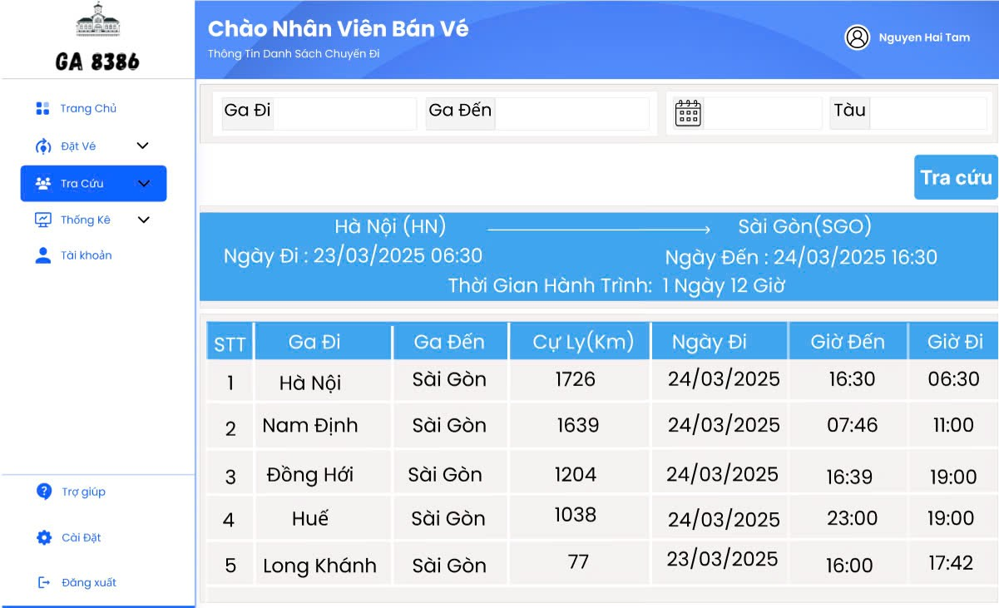 GA 8386
Chào Nhân Viên Bán Vé
Thông Tin Danh Sách Chuyến Đi
Nguyen Hai Tam
Trang Chủ
Đặt Vé
Tra Cứu
Thống Kê
Tài khoản
Trợ giúp
Cài Đặt
Đăng xuất
Ga Đi Ga Đến Tàu
Tra cứu
Hà Nội (HN) Sài Gòn(SGO)
Ngày Đi : 23/03/2025 06:30 Ngày Đến : 24/03/2025 16:30
Thời Gian Hành Trình: 1 Ngày 12 Giờ
STT Ga Đi Ga Đến Cự Ly(Km) Ngày Đi Giờ Đến Giờ Đi
1 Hà Nội Sài Gòn 1726 24/03/2025 16:30 06:30
2 Nam Định Sài Gòn 1639 24/03/2025 07:46 11:00
3 Đồng Hới Sài Gòn 1204 24/03/2025 16:39 19:00
4 Huế Sài Gòn 1038 24/03/2025 23:00 19:00
5 Long Khánh Sài Gòn 77 23/03/2025 16:00 17:42